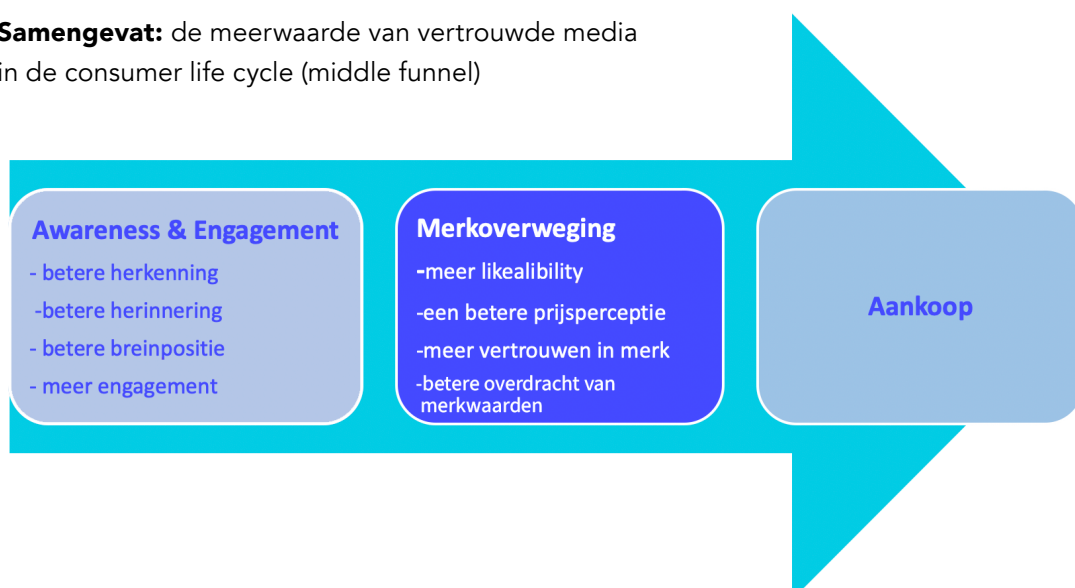 Samengevat: de meerwaarde van vertrouwde media
in de consumer life cycle (middle funnel)
Awareness & Engagement
- betere herkenning
-betere herinnering
- betere breinpositie
- meer engagement
Merkoverweging
-meer likealibility
-een betere prijsperceptie
-meer vertrouwen in merk
-betere overdracht van
merkwaarden
Aankoop